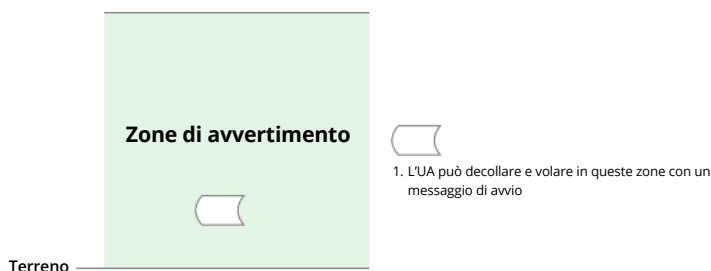 Zone di avvertimento
1. L'UA può decollare e volare in queste zone con un
messaggio di avvio
Terreno